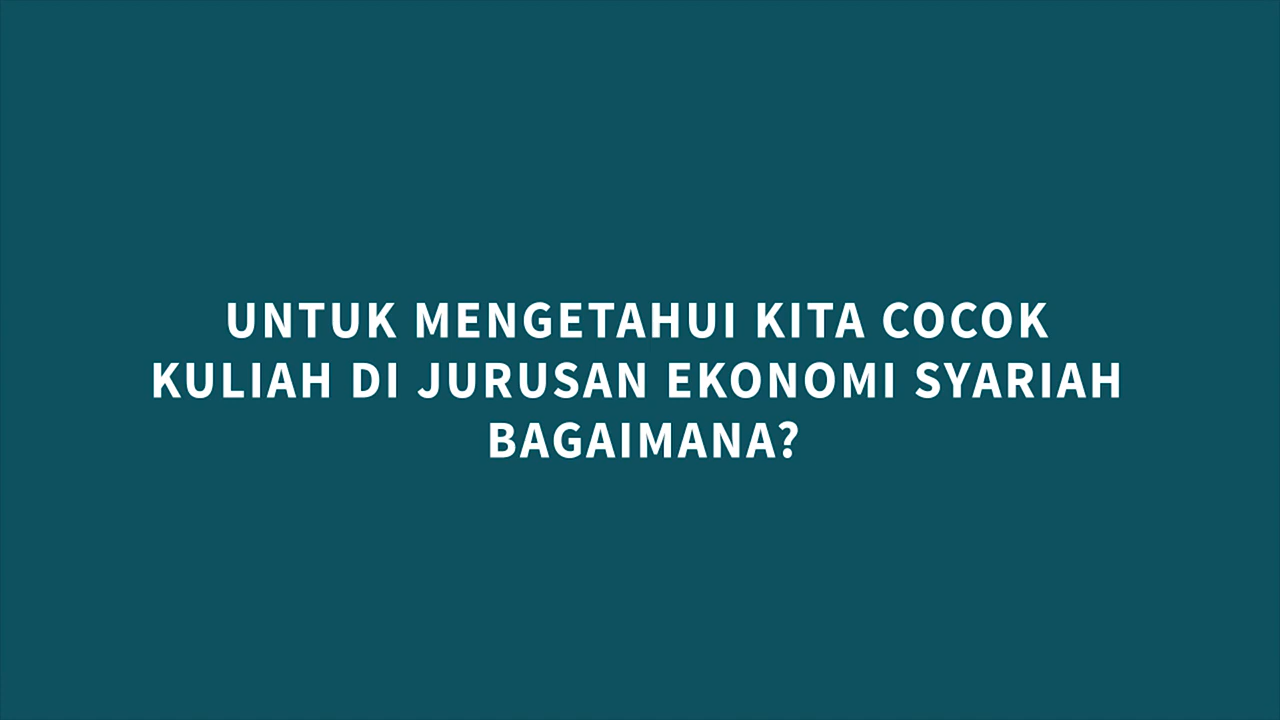 UNTUK MENGETAHUI KITA COCOK
KULIAH DI JURUSAN EKONOMI SYARIAH
BAGAIMANA?